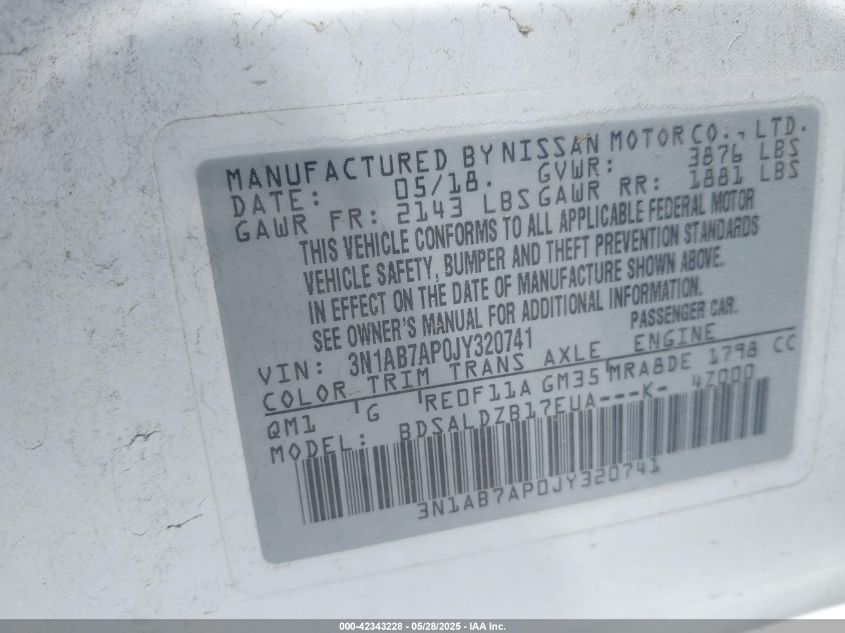 MANUFACTURED BY NISSAN MOTOR CO., LTD.
DATE: 05/18. GVWR: 3876 LBS
GAWR FR: 2143 LBS GAWR RR: 1881 LBS
THIS VEHICLE CONFORMS TO ALL APPLICABLE FEDERAL MOTOR
VEHICLE SAFETY, BUMPER AND THEFT PREVENTION STANDARDS
IN EFFECT ON THE DATE OF MANUFACTURE SHOWN ABOVE.
SEE OWNER'S MANUAL FOR ADDITIONAL INFORMATION.
VIN: 3N1AB7AP0JY320741 PASSENGER CAR.
COLOR TRIM TRANS AXLE ENGINE
QM1 G RE0F11A GM35 MRA8DE 1798 CC
MODEL: BDSALDZB17EUA---K- 4Z000
3N1AB7AP0JY320741
000-42343228 - 05/28/2025 - IAA Inc.